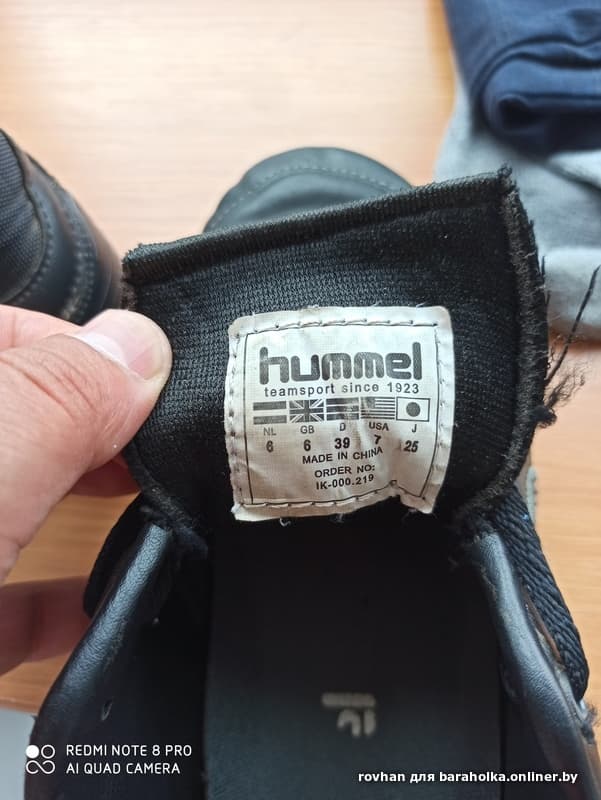 hummel
teamsport since 1923
NL GB D USA J
6 6 39 7 25
MADE IN CHINA
ORDER NO:
IK-000.219
REDMI NOTE 8 PRO
AI QUAD CAMERA
rovhan для baraholka.onliner.by